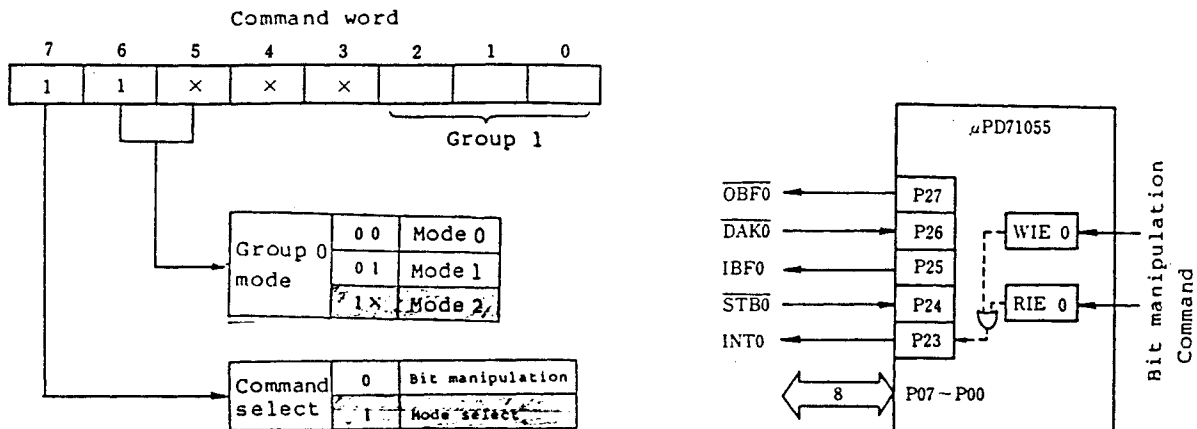 Command word
7 6 5 4 3 2 1 0
1 1 × × ×
Group 1
Group 0 mode
0 0 Mode 0
0 1 Mode 1
1 × Mode 2
Command select
0 Bit manipulation
1 Mode select
μPD71055
OBF0 P27
DAK0 P26 WIE 0
IBF0 P25
STB0 P24 RIE 0
INT0 P23
8 P07~P00
Bit manipulation
Command